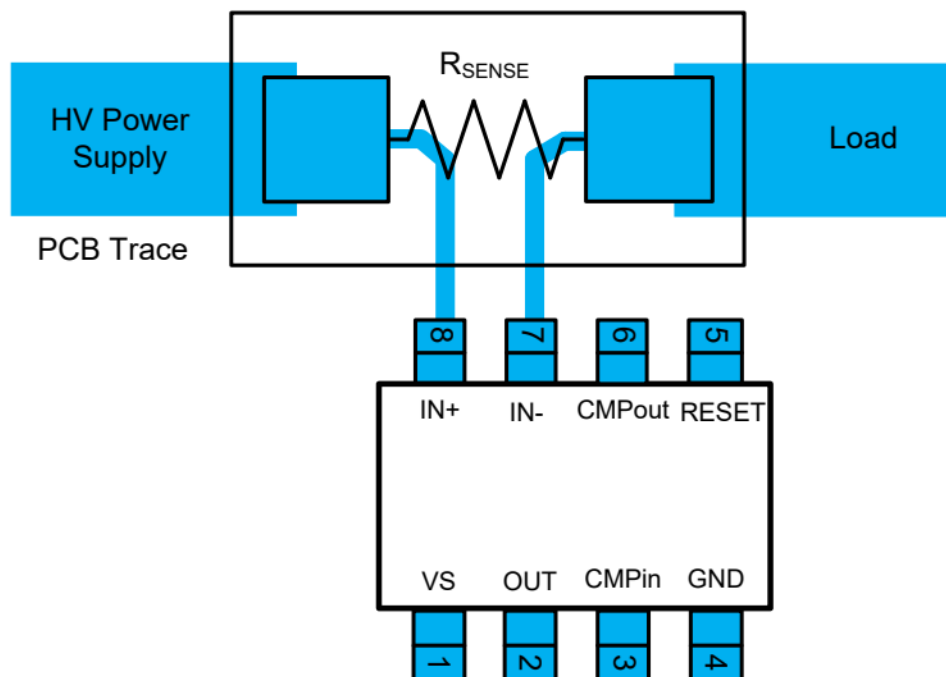 R_SENSE
HV Power
Supply
Load
PCB Trace
8 7 6 5
IN+ IN- CMPout RESET
VS OUT CMPin GND
1 2 3 4